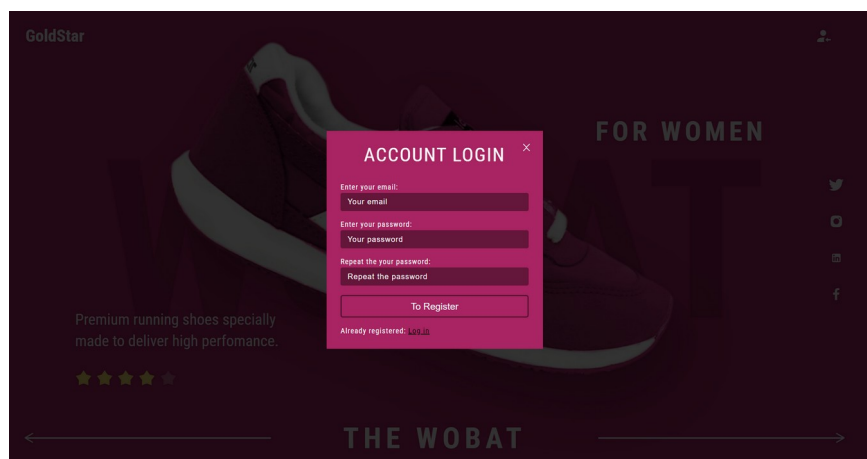 GoldStar
FOR WOMEN
WOBAT
ACCOUNT LOGIN
Enter your email:
Your email
Enter your password:
Your password
Repeat the your password:
Repeat the password
To Register
Already registered: Log in
Premium running shoes specially
made to deliver high perfomance.
THE WOBAT